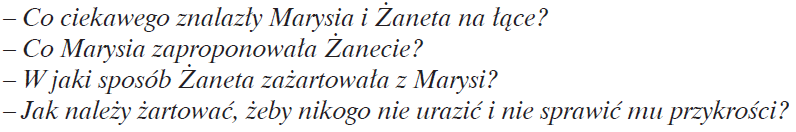 – Co ciekawego znalazły Marysia i Żaneta na łące?
– Co Marysia zaproponowała Żanecie?
– W jaki sposób Żaneta zażartowała z Marysi?
– Jak należy żartować, żeby nikogo nie urazić i nie sprawić mu przykrości?